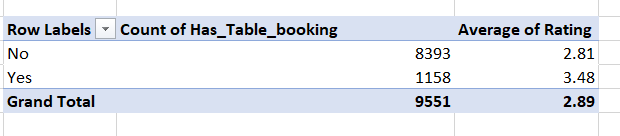 Row Labels Count of Has_Table_booking Average of Rating
No 8393 2.81
Yes 1158 3.48
Grand Total 9551 2.89